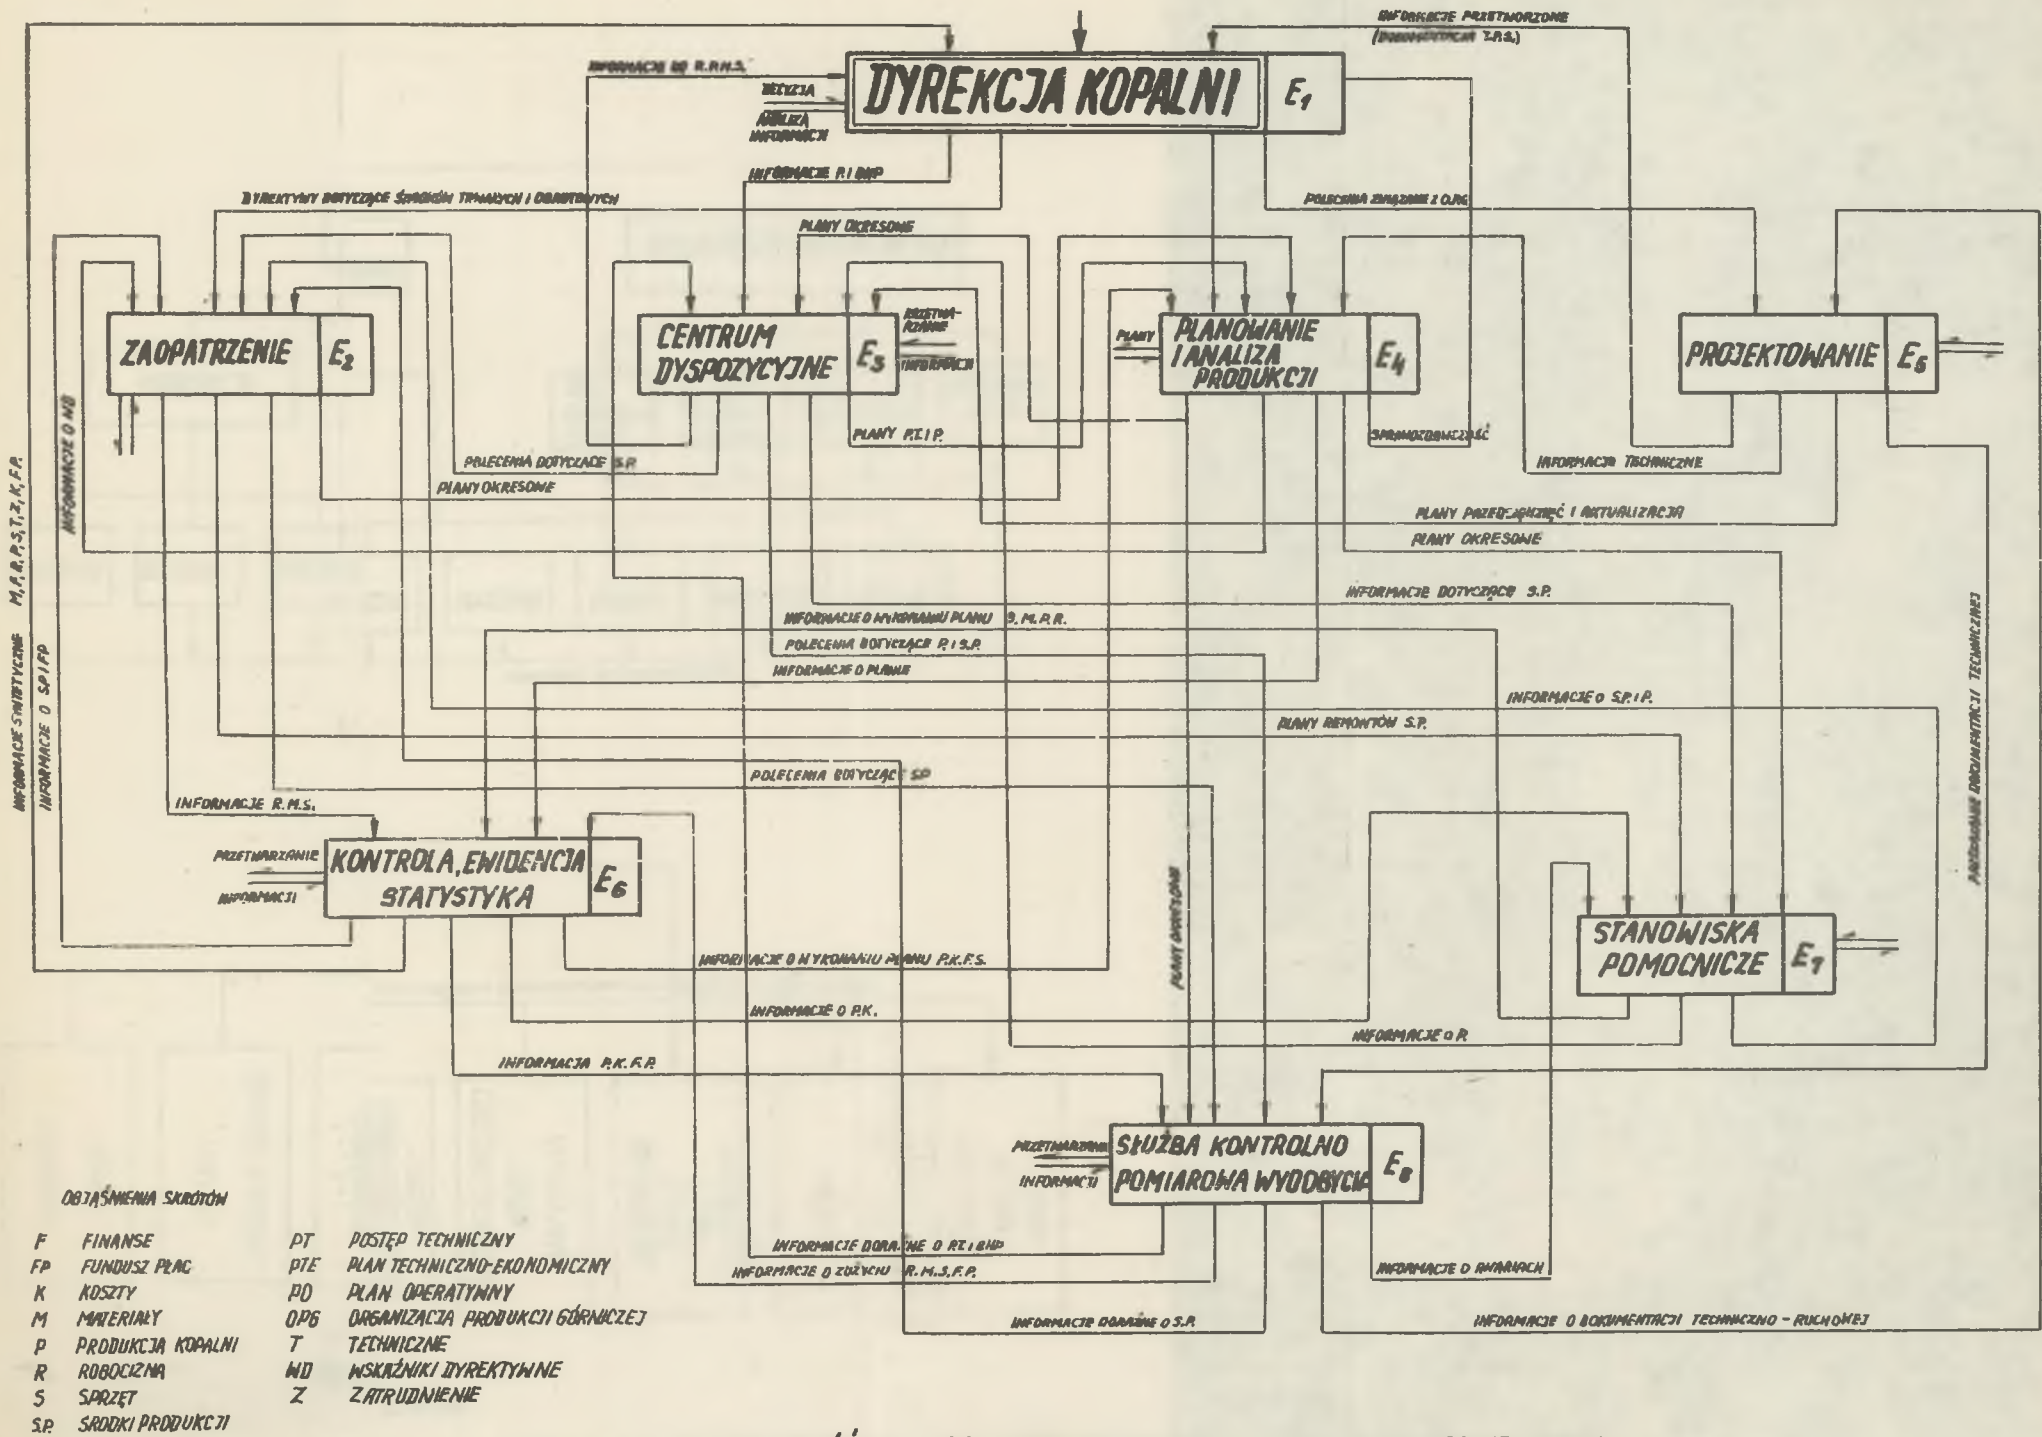 INFORMACJE PRZETWORZONE
(DOKUMENTACJA T.P.S.)
INFORMACJE DO R.P.M.S.
DECYZJA
ANALIZA
INFORMACJI
DYREKCJA KOPALNI E1
INFORMACJE P. I BHP
DYREKTYWY DOTYCZĄCE ŚRODKÓW TRWAŁYCH I OBROTOWYCH
POLECENIA ZWIĄZANE Z O.P.G.
PLANY OKRESOWE
ZAOPATRZENIE E2
CENTRUM
DYSPOZYCYJNE E3
PRZETWA-
RZANIE
INFORMACJI
PLANY
PLANOWANIE
I ANALIZA
PRODUKCJI E4
PROJEKTOWANIE E5
INFORMACJE O WD
PLANY P.T. I P.
SPRAWOZDAWCZOŚĆ
POLECENIA DOTYCZĄCE S.P.
INFORMACJA TECHNICZNE
PLANY OKRESOWE
PLANY PRZEDSIĘWZIĘĆ I AKTUALIZACJA
PLANY OKRESOWE
INFORMACJE DOTYCZĄCE S.P.
INFORMACJE O WYKONANIU PLANU S.M.P.R.
POLECENIA DOTYCZĄCE P. I S.P.
INFORMACJE O PLANIE
INFORMACJE SYNTETYCZNE M,F,R,P,S,T,Z,K,F.P.
INFORMACJE O S.P I F.P
INFORMACJE O S.P. I P.
PLANY REMONTÓW S.P.
POLECENIA DOTYCZĄCE SP
INFORMACJE R.M.S.
DOKUMENTACJI TECHNICZNEJ
PRZETWARZANIE
INFORMACJI
KONTROLA, EWIDENCJA
STATYSTYKA E6
PLANY OKRESOWE
STANOWISKA
POMOCNICZE E7
INFORMACJE O WYKONANIU PLANU P.K.F.S.
INFORMACJE O P.K.
INFORMACJE O P.
INFORMACJA P.K.F.P.
PRZETWARZANIE
INFORMACJI
SŁUŻBA KONTROLNO
POMIAROWA WYDOBYCIA E8
INFORMACJE DORAŹNE O P.T. I BHP
INFORMACJE O ZUŻYCIU R.M.S.F.P.
INFORMACJE O AWARIACH
INFORMACJE DORAŹNE O S.P.
INFORMACJE O DOKUMENTACJI TECHNICZNO - RUCHOWEJ
OBJAŚNIENIA SKRÓTÓW
F FINANSE
FP FUNDUSZ PŁAC
K KOSZTY
M MATERIAŁY
P PRODUKCJA KOPALNI
R ROBOCIZNA
S SPRZĘT
S.P. ŚRODKI PRODUKCJI
PT POSTĘP TECHNICZNY
PTE PLAN TECHNICZNO-EKONOMICZNY
PO PLAN OPERATYWNY
OPG ORGANIZACJA PRODUKCJI GÓRNICZEJ
T TECHNICZNE
WD WSKAŹNIKI DYREKTYWNE
Z ZATRUDNIENIE